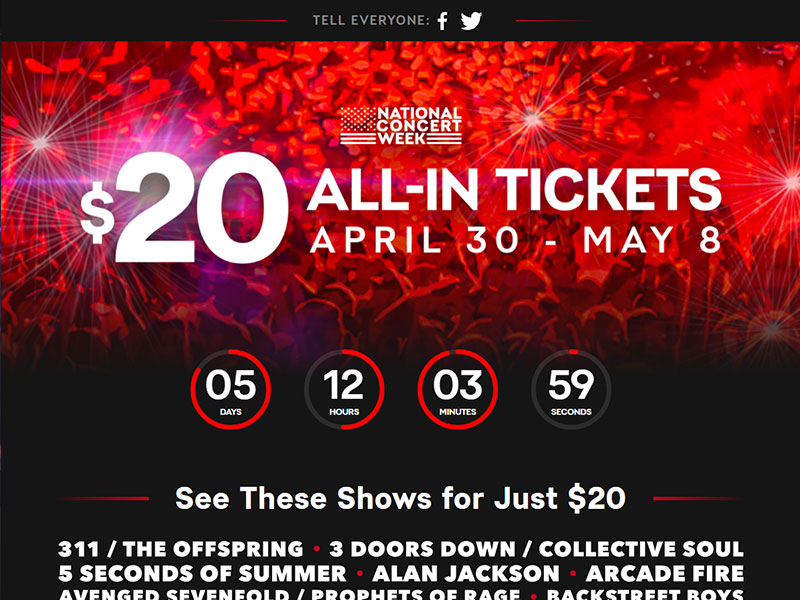 TELL EVERYONE:
NATIONAL
CONCERT
WEEK
$20 ALL-IN TICKETS
APRIL 30 - MAY 8
05 12 03 59
DAYS HOURS MINUTES SECONDS
See These Shows for Just $20
311 / THE OFFSPRING • 3 DOORS DOWN / COLLECTIVE SOUL
5 SECONDS OF SUMMER • ALAN JACKSON • ARCADE FIRE
AVENGED SEVENFOLD / PROPHETS OF RAGE • BACKSTREET BOYS